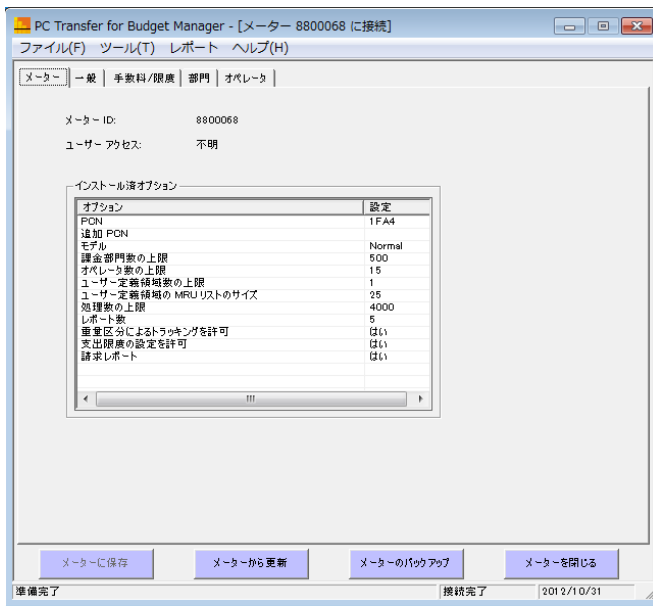 PC Transfer for Budget Manager - [メーター 8800068 に接続]
ファイル(F) ツール(T) レポート ヘルプ(H)
メーター 一般 手数料/限度 部門 オペレータ
メーター ID: 8800068
ユーザー アクセス: 不明
インストール済オプション
オプション 設定
PCN 1FA4
追加 PCN
モデル Normal
課金部門数の上限 500
オペレータ数の上限 15
ユーザー定義領域数の上限 1
ユーザー定義領域の MRU リストのサイズ 25
処理数の上限 4000
レポート数 5
重量区分によるトラッキングを許可 はい
支出限度の設定を許可 はい
請求レポート はい
メーターに保存 メーターから更新 メーターのバックアップ メーターを閉じる
準備完了 接続完了 2012/10/31